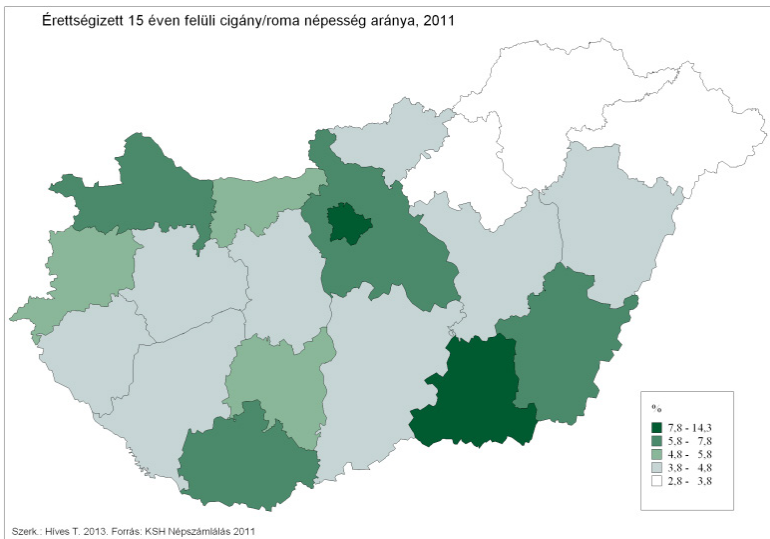 Érettségizett 15 éven felüli cigány/roma népesség aránya, 2011
%
7,8 - 14,3
5,8 - 7,8
4,8 - 5,8
3,8 - 4,8
2,8 - 3,8
Szerk.: Híves T. 2013. Forrás: KSH Népszámlálás 2011